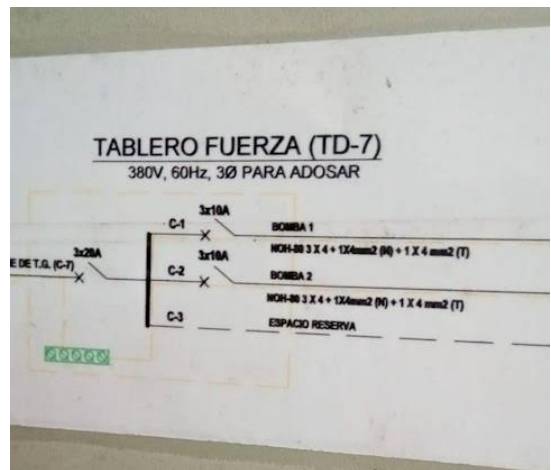 TABLERO FUERZA (TD-7)
380V, 60Hz, 3Ø PARA ADOSAR
3x10A
C-1
BOMBA 1
NOH-80 3 X 4 + 1X4mm2 (N) + 1 X 4 mm2 (T)
3x20A
3x10A
E DE T.G. (C-7)
C-2
BOMBA 2
NOH-80 3 X 4 + 1X4mm2 (N) + 1 X 4 mm2 (T)
C-3
ESPACIO RESERVA